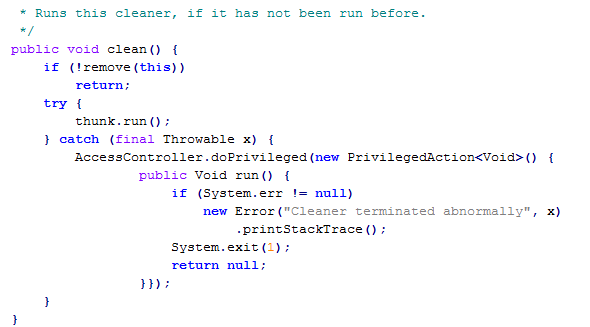 * Runs this cleaner, if it has not been run before.
 */
public void clean() {
    if (!remove(this))
        return;
    try {
        thunk.run();
    } catch (final Throwable x) {
        AccessController.doPrivileged(new PrivilegedAction<Void>() {
                public Void run() {
                    if (System.err != null)
                        new Error("Cleaner terminated abnormally", x)
                            .printStackTrace();
                    System.exit(1);
                    return null;
                }});
    }
}